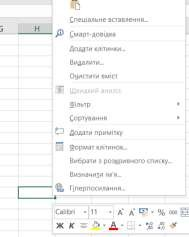 G
H
Спеціальне вставлення...
Смарт-довідка
Додати клітинки...
Видалити...
Очистити вміст
Швидкий аналіз
Фільтр
Сортування
Додати примітку
Формат клітинок...
Вибрати з розкривного списку...
Визначити ім'я...
Гіперпосилання...
Calibri 11 A A % 000
Ж К A